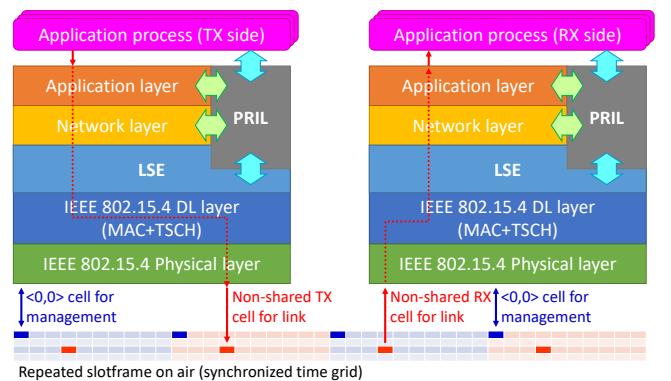 Application process (TX side)
Application process (RX side)
Application layer
Network layer
PRIL
LSE
IEEE 802.15.4 DL layer
(MAC+TSCH)
IEEE 802.15.4 Physical layer
Application layer
Network layer
PRIL
LSE
IEEE 802.15.4 DL layer
(MAC+TSCH)
IEEE 802.15.4 Physical layer
<0,0> cell for
management
Non-shared TX
cell for link
Non-shared RX
cell for link
<0,0> cell for
management
Repeated slotframe on air (synchronized time grid)